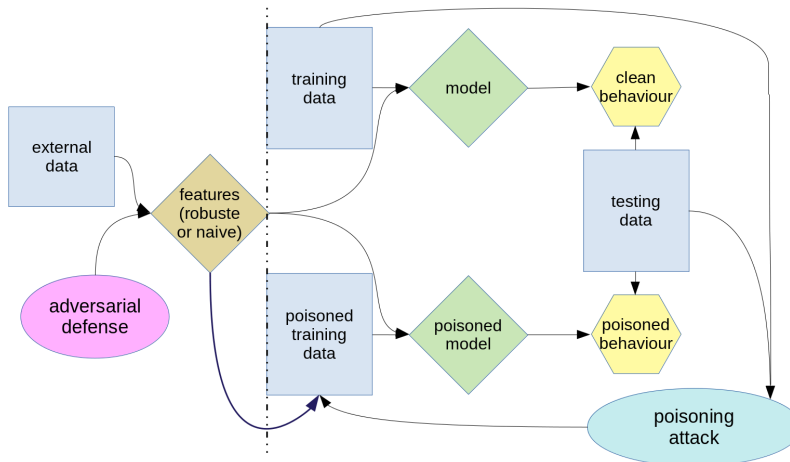 training
data
model
clean
behaviour
external
data
features
(robuste
or naive)
testing
data
adversarial
defense
poisoned
training
data
poisoned
model
poisoned
behaviour
poisoning
attack